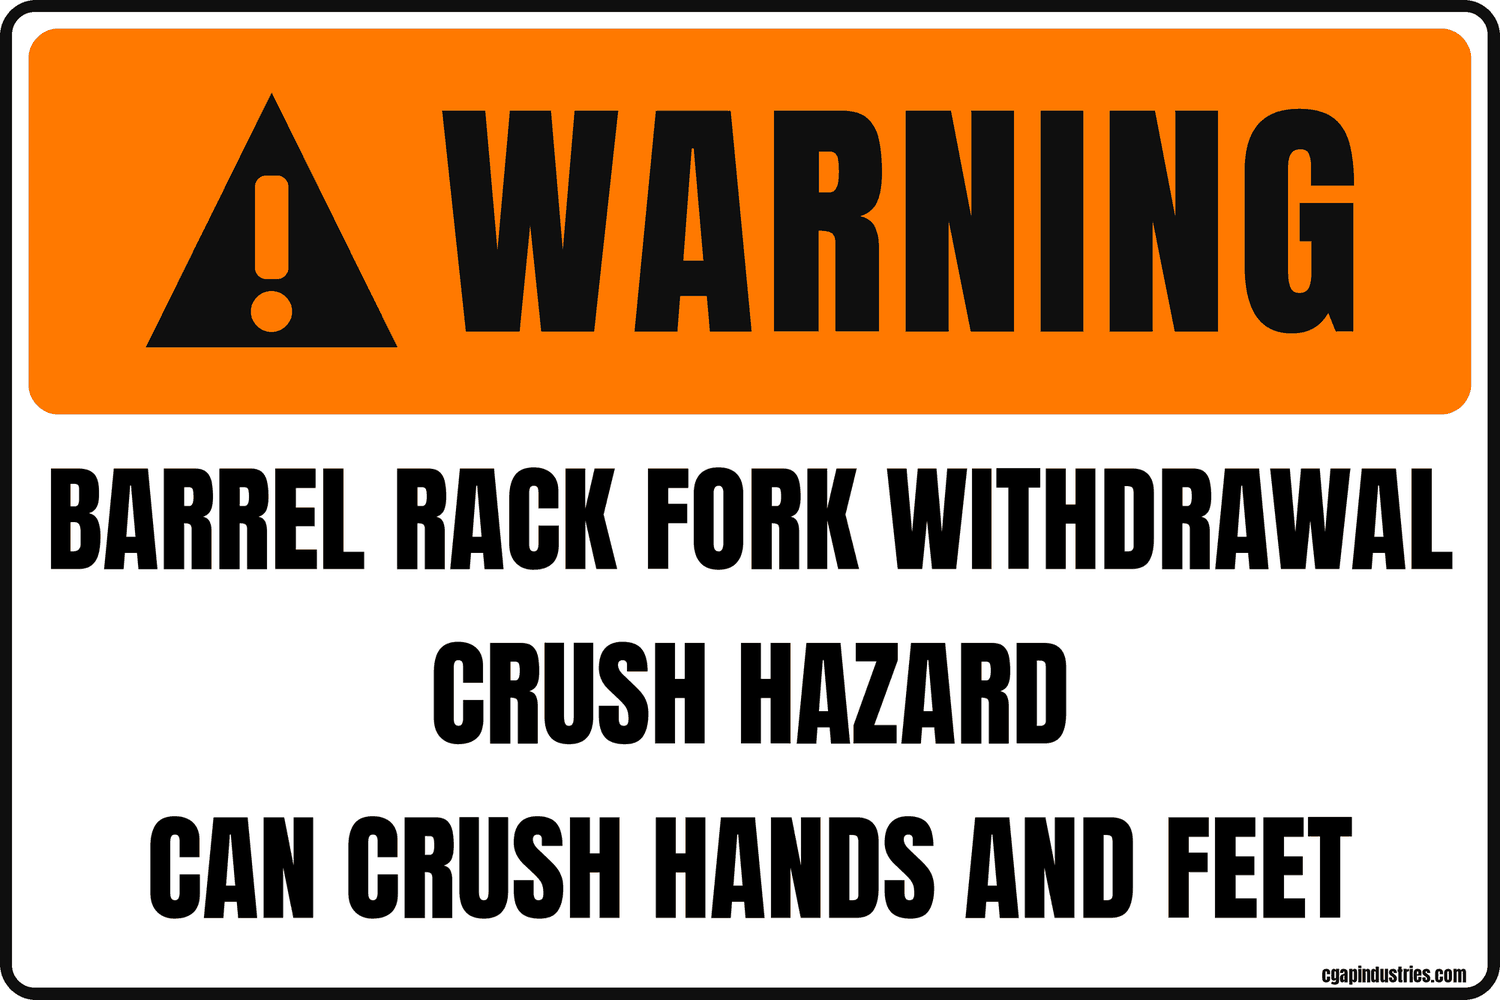 WARNING
BARREL RACK FORK WITHDRAWAL
CRUSH HAZARD
CAN CRUSH HANDS AND FEET
cgapindustries.com